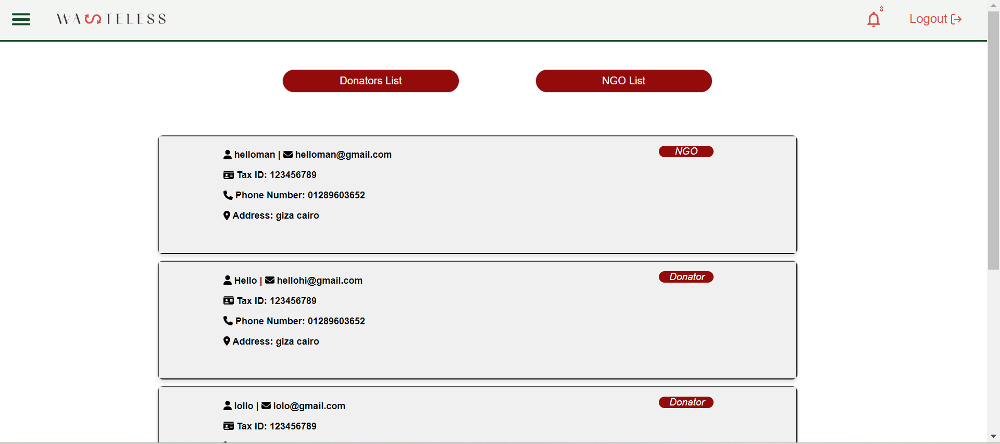 WASTELESS
3
Logout
Donators List
NGO List
helloman | helloman@gmail.com
NGO
Tax ID: 123456789
Phone Number: 01289603652
Address: giza cairo
Hello | hellohi@gmail.com
Donator
Tax ID: 123456789
Phone Number: 01289603652
Address: giza cairo
lollo | lolo@gmail.com
Donator
Tax ID: 123456789